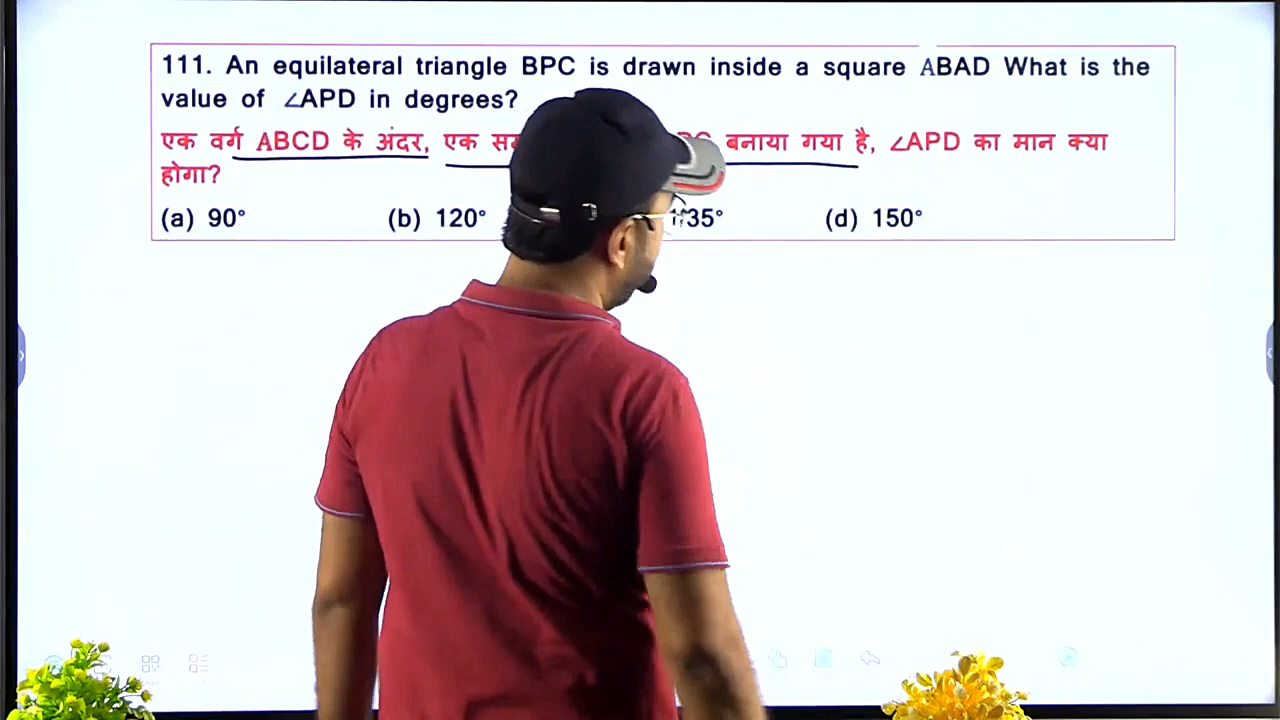 111. An equilateral triangle BPC is drawn inside a square ABAD What is the
value of ∠APD in degrees?
एक वर्ग ABCD के अंदर, एक बनाया गया है, ∠APD का मान क्या
होगा?
(a) 90° (b) 120° 135° (d) 150°